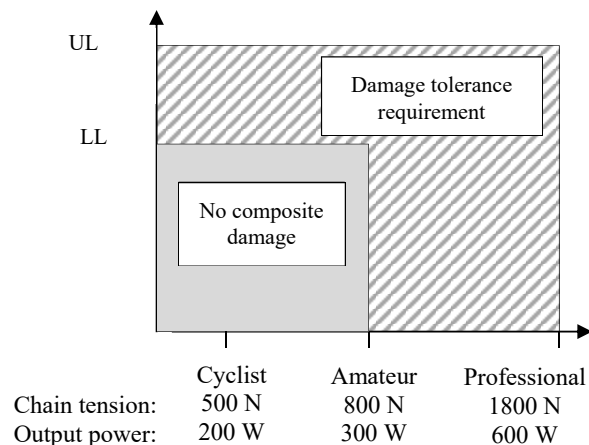 UL
Damage tolerance
requirement
LL
No composite
damage
Cyclist Amateur Professional
Chain tension: 500 N 800 N 1800 N
Output power: 200 W 300 W 600 W